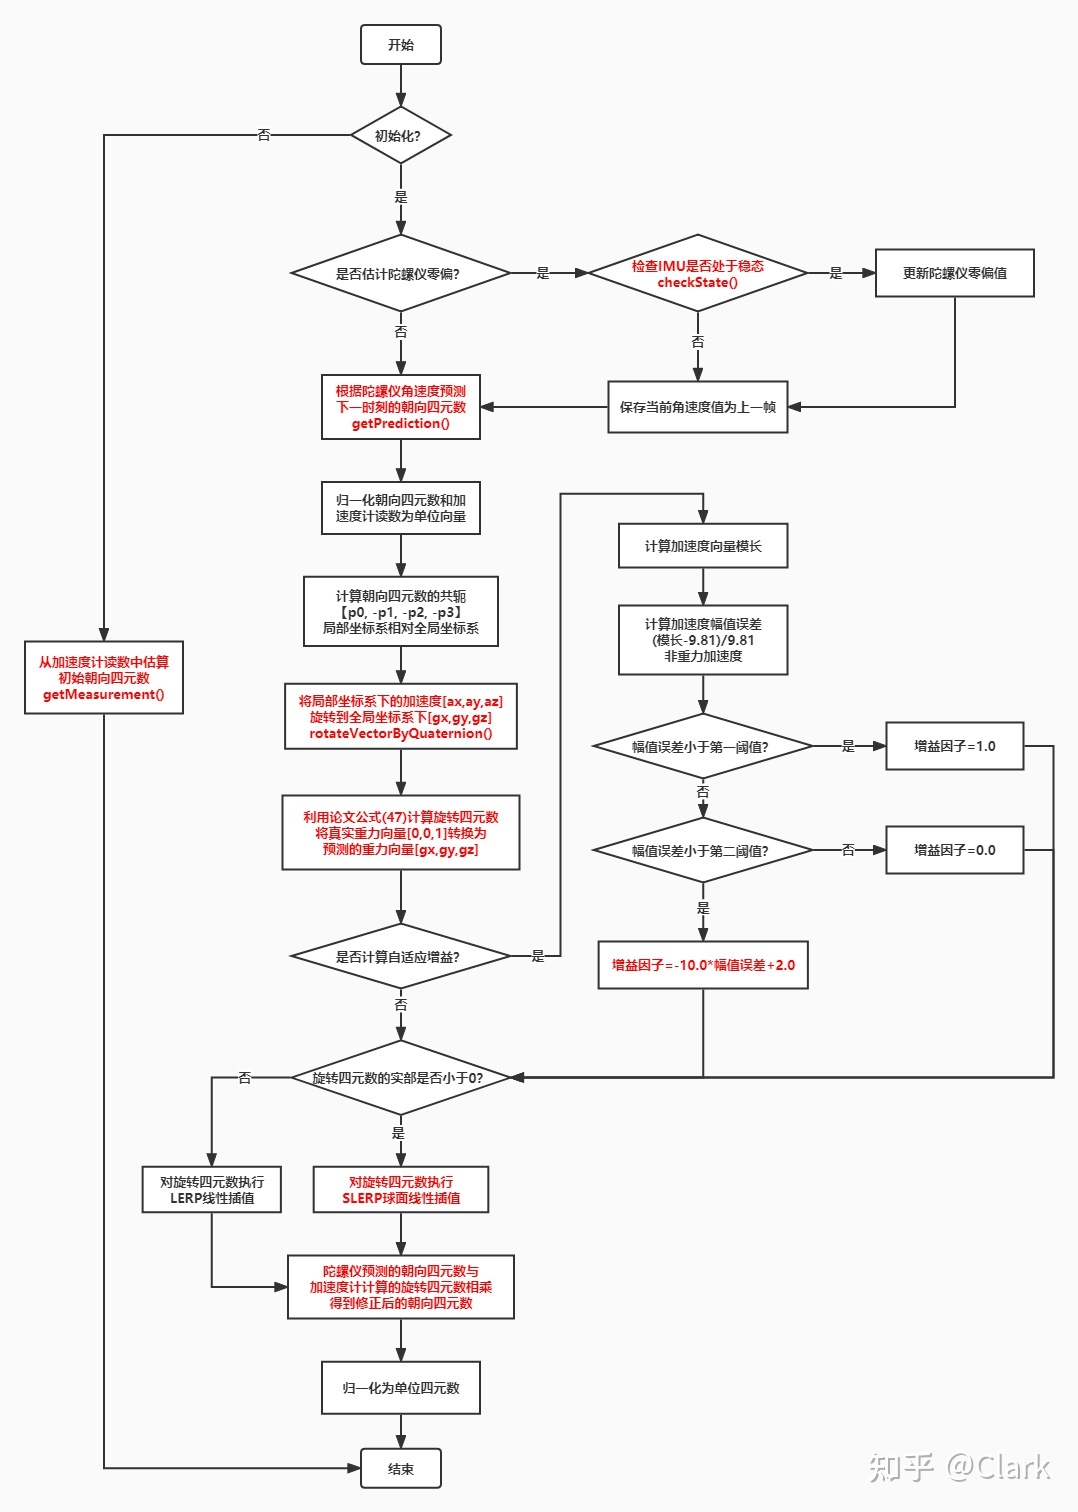 开始
初始化?
否
是
是否估计陀螺仪零偏?
是
检查IMU是否处于稳态
checkState()
是
更新陀螺仪零偏值
否
否
根据陀螺仪角速度预测
下一时刻的朝向四元数
getPrediction()
保存当前角速度值为上一帧
归一化朝向四元数和加
速度计读数为单位向量
计算加速度向量模长
计算朝向四元数的共轭
【p0, -p1, -p2, -p3】
局部坐标系相对全局坐标系
计算加速度幅值误差
(模长-9.81)/9.81
非重力加速度
从加速度计读数中估算
初始朝向四元数
getMeasurement()
将局部坐标系下的加速度[ax,ay,az]
旋转到全局坐标系下[gx,gy,gz]
rotateVectorByQuaternion()
幅值误差小于第一阈值?
是
增益因子=1.0
否
利用论文公式(47)计算旋转四元数
将真实重力向量[0,0,1]转换为
预测的重力向量[gx,gy,gz]
幅值误差小于第二阈值?
否
增益因子=0.0
是
是否计算自适应增益?
是
增益因子=-10.0*幅值误差+2.0
否
旋转四元数的实部是否小于0?
否
是
对旋转四元数执行
LERP线性插值
对旋转四元数执行
SLERP球面线性插值
陀螺仪预测的朝向四元数与
加速度计计算的旋转四元数相乘
得到修正后的朝向四元数
归一化为单位四元数
结束
知乎 @Clark